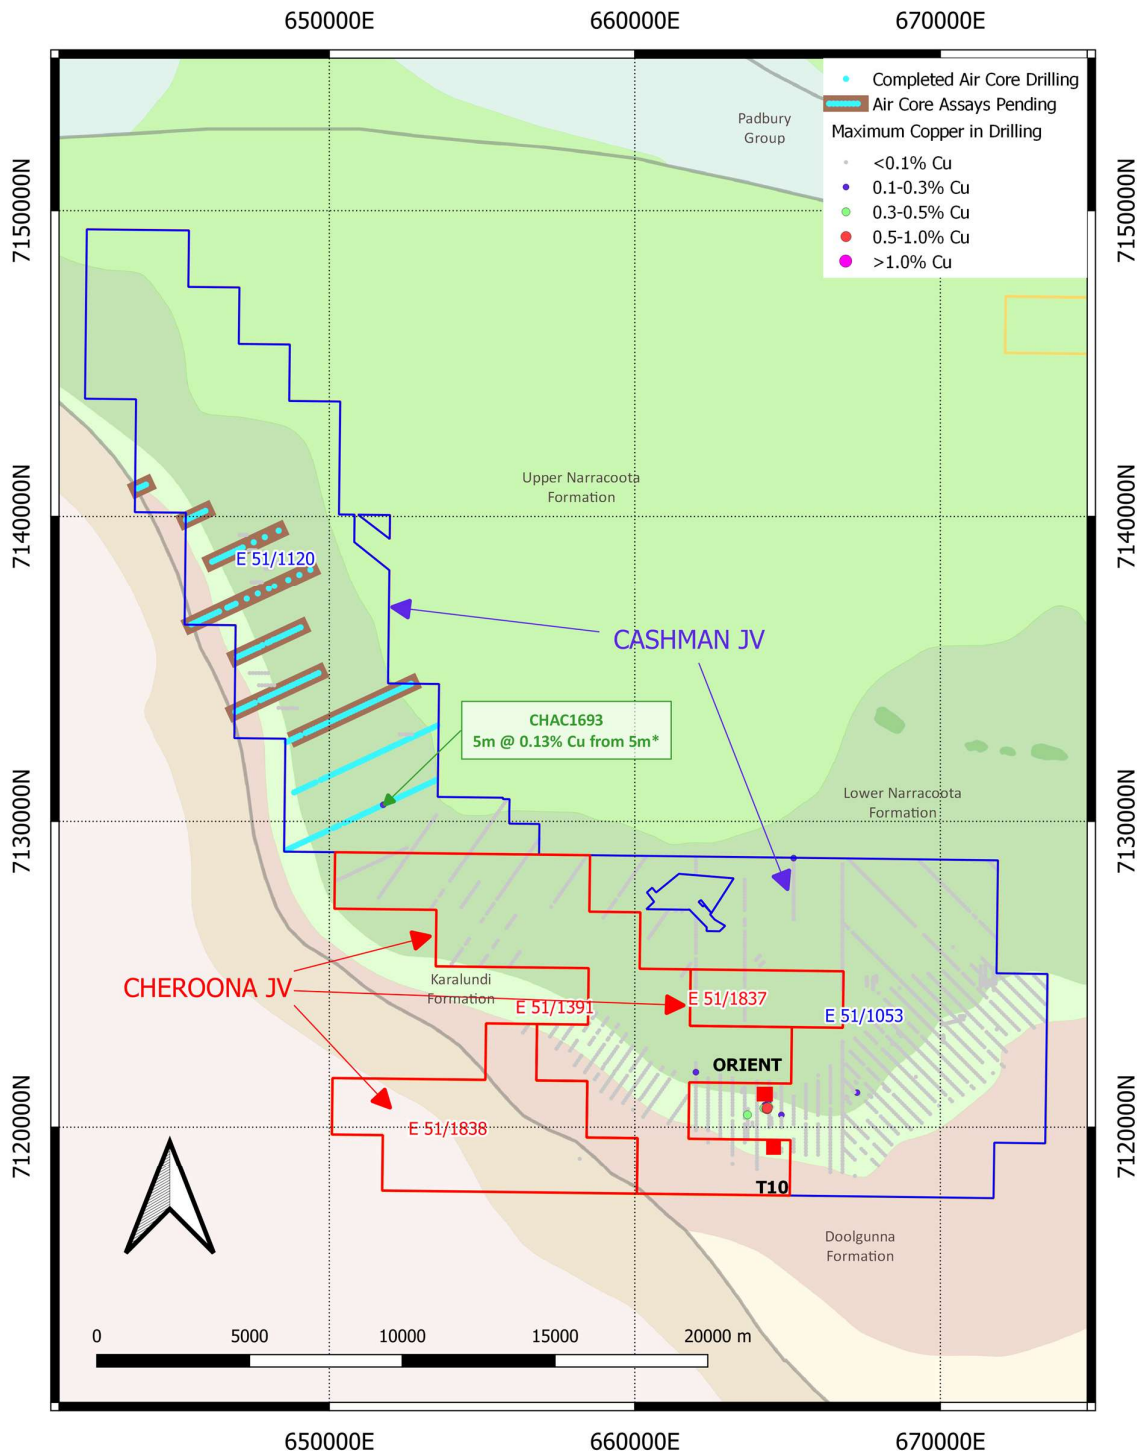 650000E
660000E
670000E
Completed Air Core Drilling
Air Core Assays Pending
Maximum Copper in Drilling
<0.1% Cu
0.1-0.3% Cu
0.3-0.5% Cu
0.5-1.0% Cu
>1.0% Cu
Padbury
Group
7150000N
7150000N
Upper Narracoota
Formation
7140000N
7140000N
E 51/1120
CASHMAN JV
CHAC1693
5m @ 0.13% Cu from 5m*
Lower Narracoota
Formation
7130000N
7130000N
CHEROONA JV
Karalundi
Formation
E 51/1391
E 51/1837
E 51/1053
ORIENT
7120000N
7120000N
E 51/1838
T10
Doolgunna
Formation
0
5000
10000
15000
20000 m
650000E
660000E
670000E